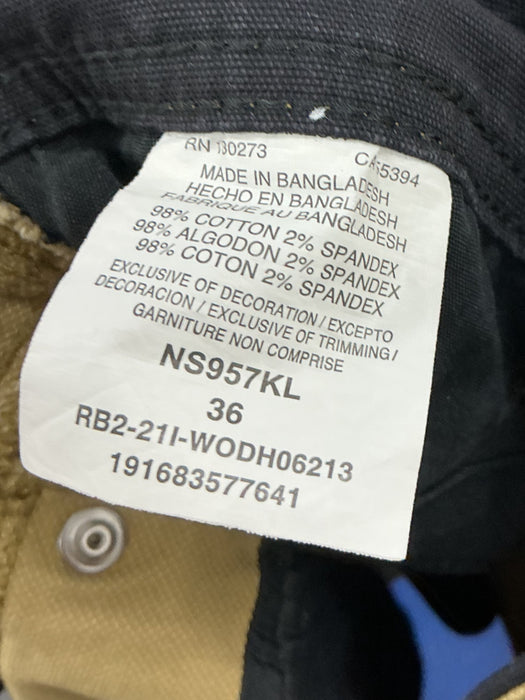 RN 130273 CA 5394
MADE IN BANGLADESH
HECHO EN BANGLADESH
FABRIQUE AU BANGLADESH
98% COTTON 2% SPANDEX
98% ALGODON 2% SPANDEX
98% COTON 2% SPANDEX
EXCLUSIVE OF DECORATION / EXCEPTO
DECORACION / EXCLUSIVE OF TRIMMING /
GARNITURE NON COMPRISE
NS957KL
36
RB2-21I-WODH06213
191683577641